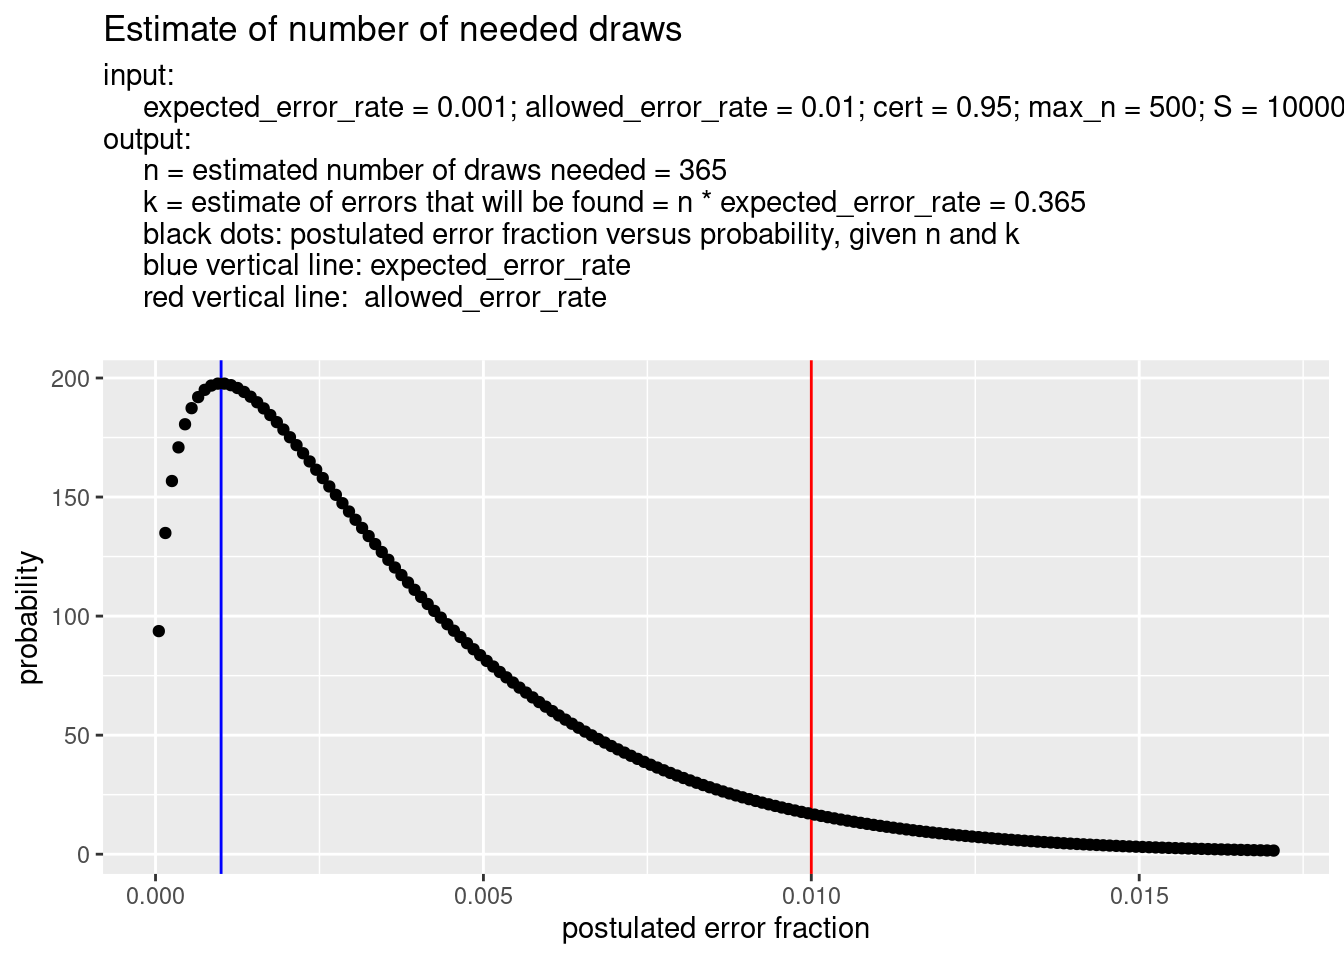 Estimate of number of needed draws
input:
expected_error_rate = 0.001; allowed_error_rate = 0.01; cert = 0.95; max_n = 500; S = 10000
output:
n = estimated number of draws needed = 365
k = estimate of errors that will be found = n * expected_error_rate = 0.365
black dots: postulated error fraction versus probability, given n and k
blue vertical line: expected_error_rate
red vertical line:  allowed_error_rate
200
150
100
50
0
probability
0.000 0.005 0.010 0.015
postulated error fraction